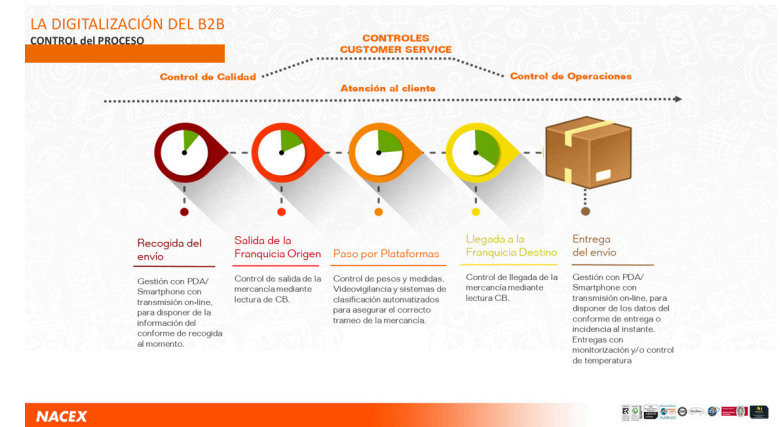 LA DIGITALIZACIÓN DEL B2B
CONTROL del PROCESO
CONTROLES
CUSTOMER SERVICE
Control de Calidad
Control de Operaciones
Atención al cliente
Recogida del
envío
Gestión con PDA/
Smartphone con
transmisión on-line,
para disponer de la
información del
conforme de recogida
al momento.
Salida de la
Franquicia Origen
Control de salida de la
mercancía mediante
lectura de CB.
Paso por Plataformas
Control de pesos y medidas.
Videovigilancia y sistemas de
clasificación automatizados
para asegurar el correcto
trameo de la mercancía.
Llegada a la
Franquicia Destino
Control de llegada de la
mercancía mediante
lectura CB.
Entrega
del envío
Gestión con PDA/
Smartphone con
transmisión on-line, para
disponer de los datos del
conforme de entrega o
incidencia al instante.
Entregas con
monitorización y/o control
de temperatura
NACEX